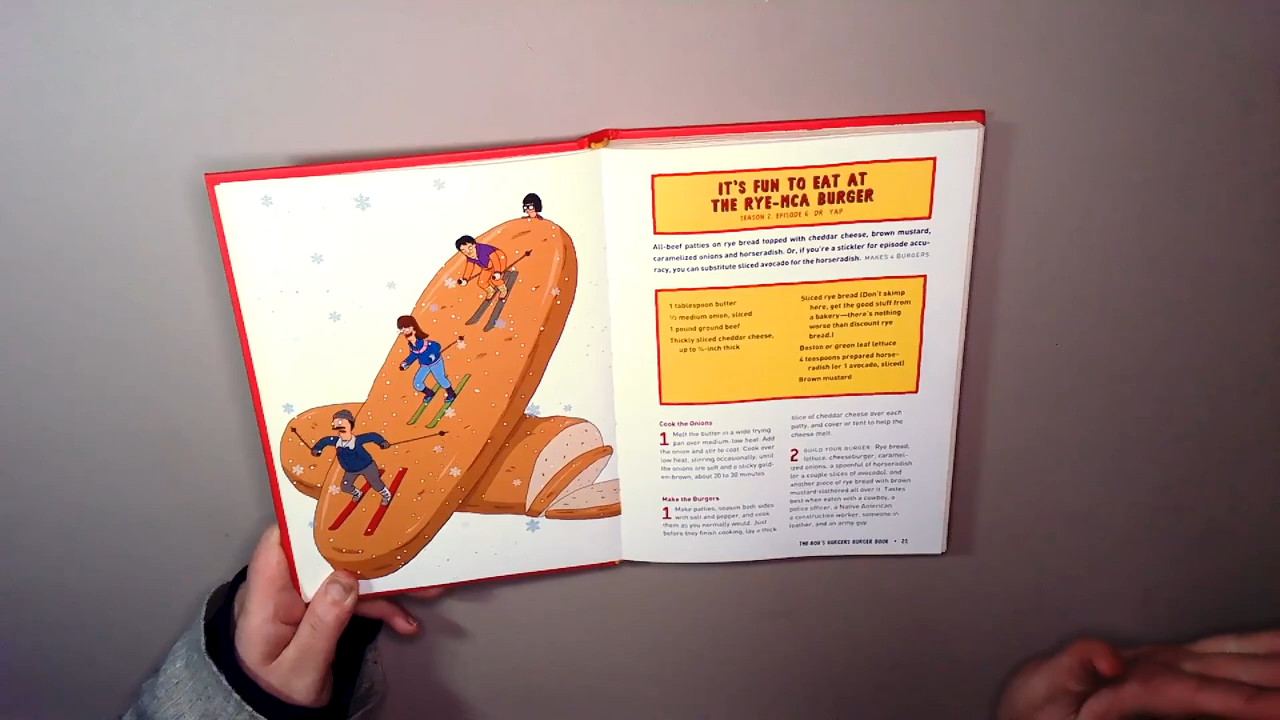 IT'S FUN TO EAT AT
THE RYE-MCA BURGER
SEASON 2, EPISODE 6 DR YAP
All-beef patties on rye bread topped with cheddar cheese, brown mustard,
caramelized onions and horseradish. Or, if you're a stickler for episode accu-
racy, you can substitute sliced avocado for the horseradish. MAKES 4 BURGERS
1 tablespoon butter
½ medium onion, sliced
1 pound ground beef
Thickly sliced cheddar cheese,
up to ¼-inch thick
Sliced rye bread (Don't skimp
here, get the good stuff from
a bakery—there's nothing
worse than discount rye
bread.)
Boston or green leaf lettuce
4 teaspoons prepared horse-
radish (or 1 avocado, sliced)
Brown mustard
Cook the Onions
1 Melt the butter in a wide frying
pan over medium-low heat. Add
the onion and stir to coat. Cook over
low heat, stirring occasionally, until
the onions are soft and a sticky gold-
en-brown, about 20 to 30 minutes
Make the Burgers
1 Make patties, season both sides
with salt and pepper, and cook
them as you normally would. Just
before they finish cooking, lay a thick
slice of cheddar cheese over each
patty, and cover or tent to help the
cheese melt.
2 BUILD YOUR BURGER: Rye bread,
lettuce, cheeseburger, caramel-
ized onions, a spoonful of horseradish
(or a couple slices of avocado), and
another piece of rye bread with brown
mustard slathered all over it. Tastes
best when eaten with a cowboy, a
police officer, a Native American
a construction worker, someone in
leather, and an army guy.
THE BOB'S BURGERS BURGER BOOK • 21